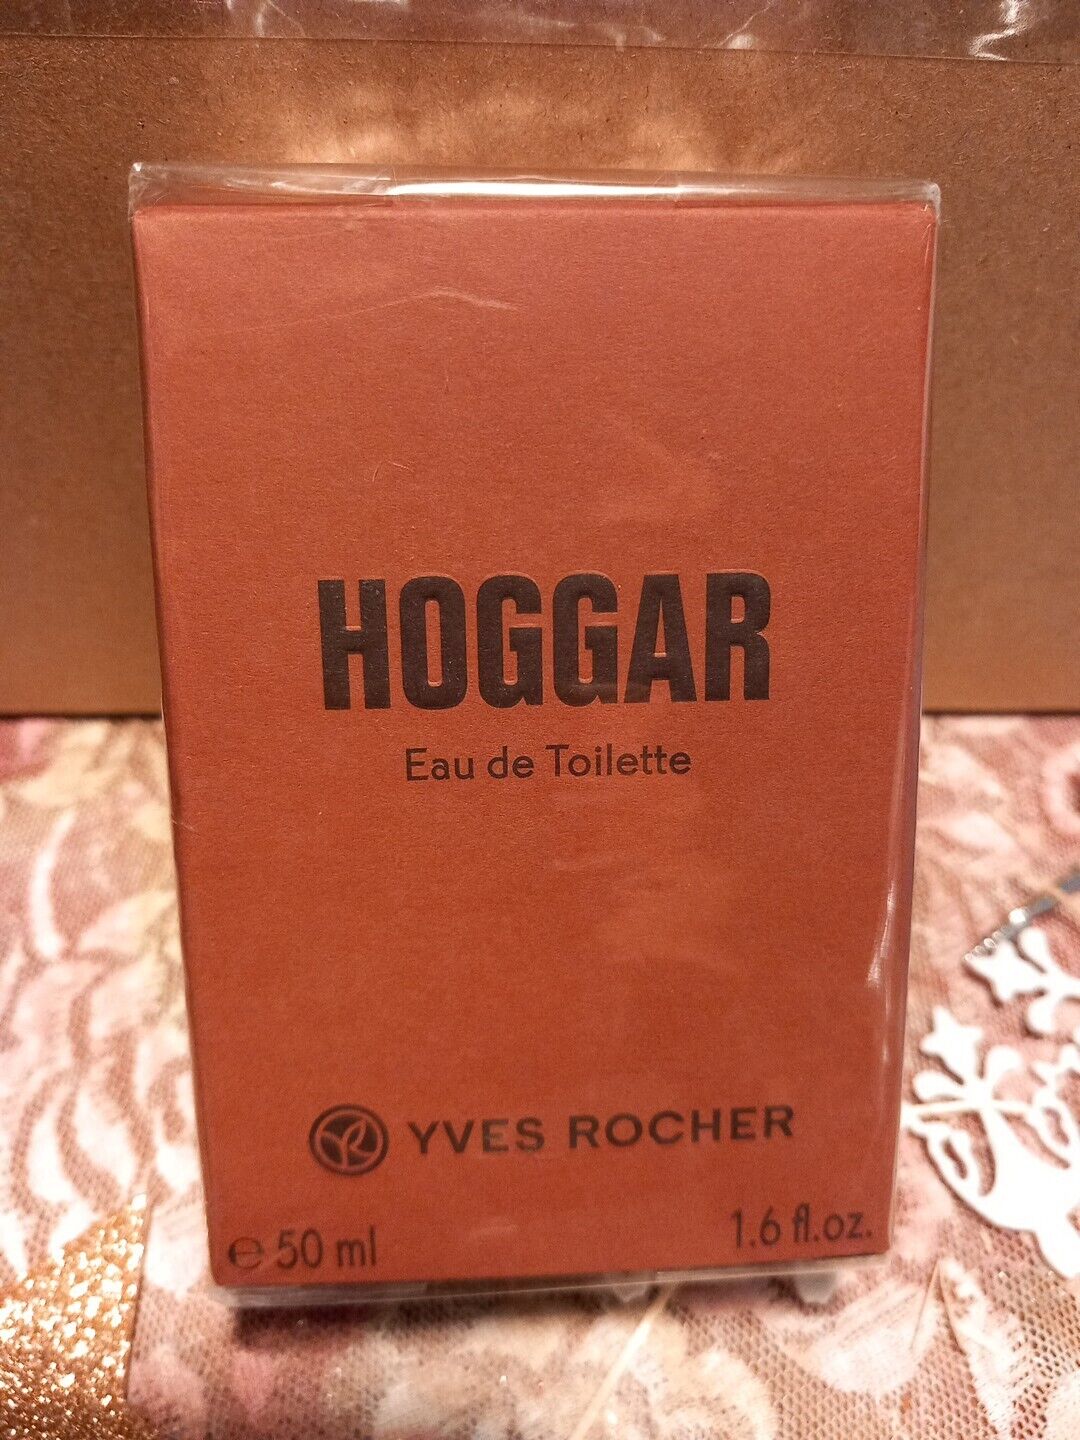 HOGGAR
Eau de Toilette
YVES ROCHER
℮ 50 ml
1.6 fl.oz.